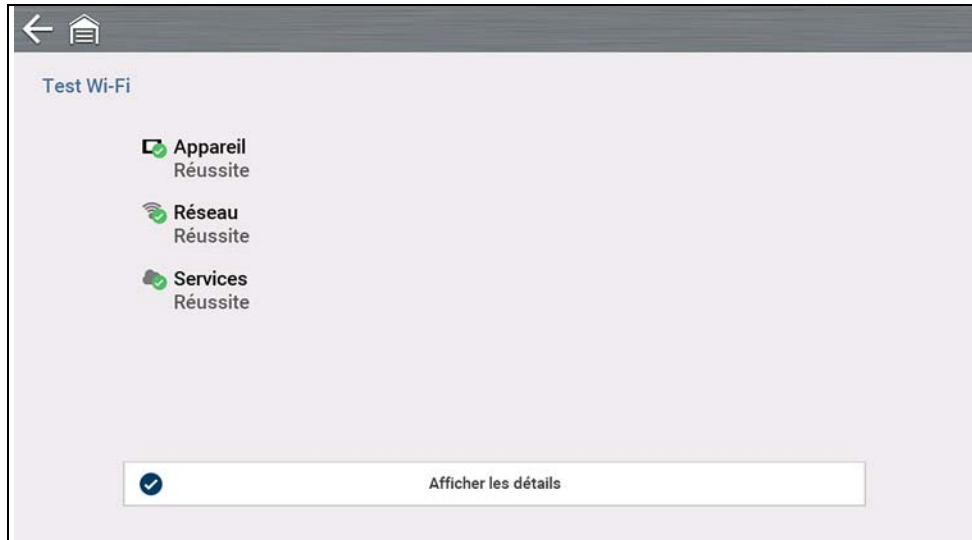 Test Wi-Fi
Appareil
Réussite
Réseau
Réussite
Services
Réussite
Afficher les détails